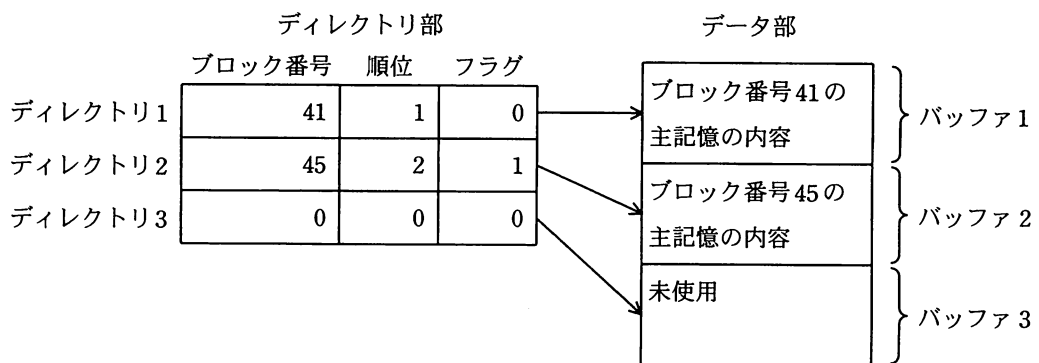 ディレクトリ部
データ部
ブロック番号 順位 フラグ
ディレクトリ1 41 1 0
ディレクトリ2 45 2 1
ディレクトリ3 0 0 0
ブロック番号41の
主記憶の内容
バッファ1
ブロック番号45の
主記憶の内容
バッファ2
未使用
バッファ3